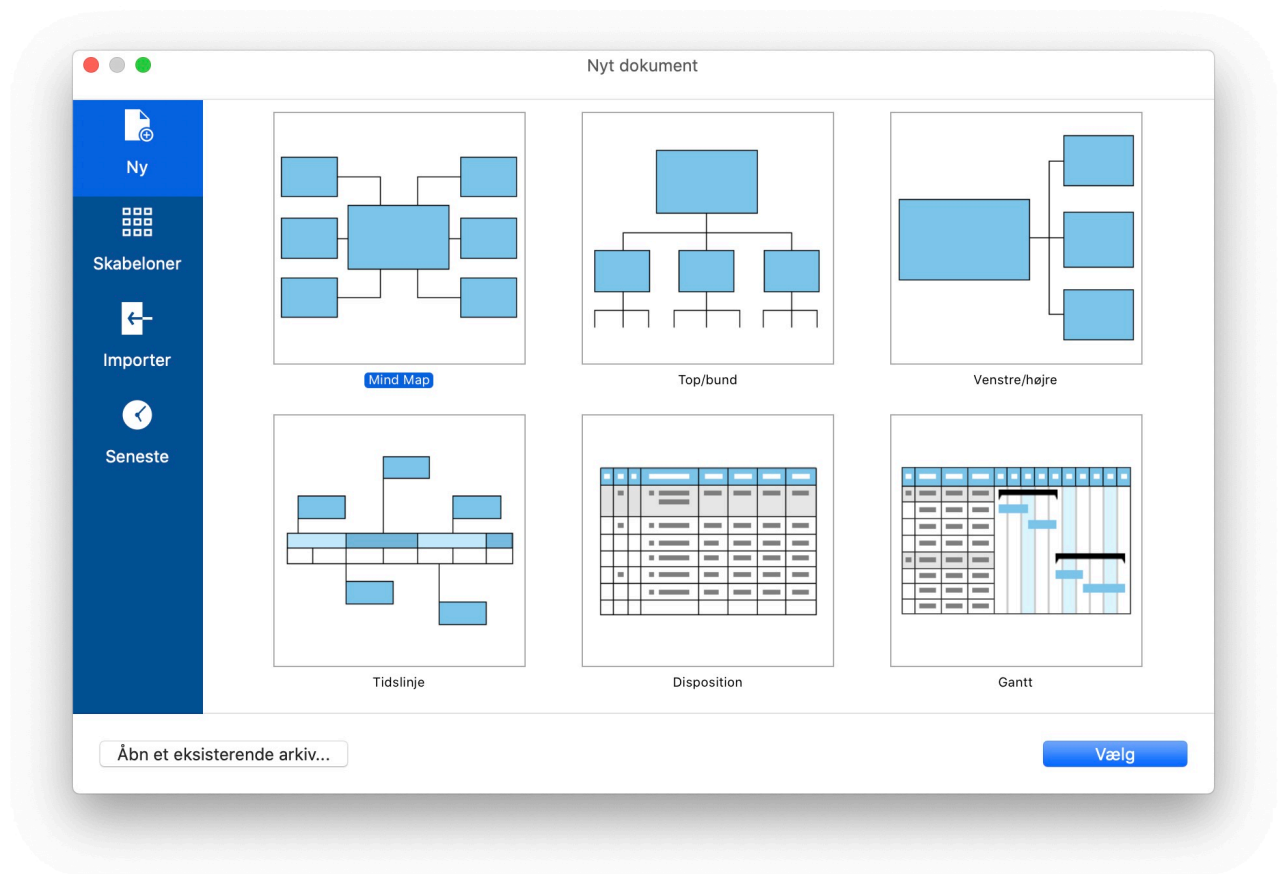 Nyt dokument
Ny
Skabeloner
Importer
Seneste
Mind Map
Top/bund
Venstre/højre
Tidslinje
Disposition
Gantt
Åbn et eksisterende arkiv...
Vælg